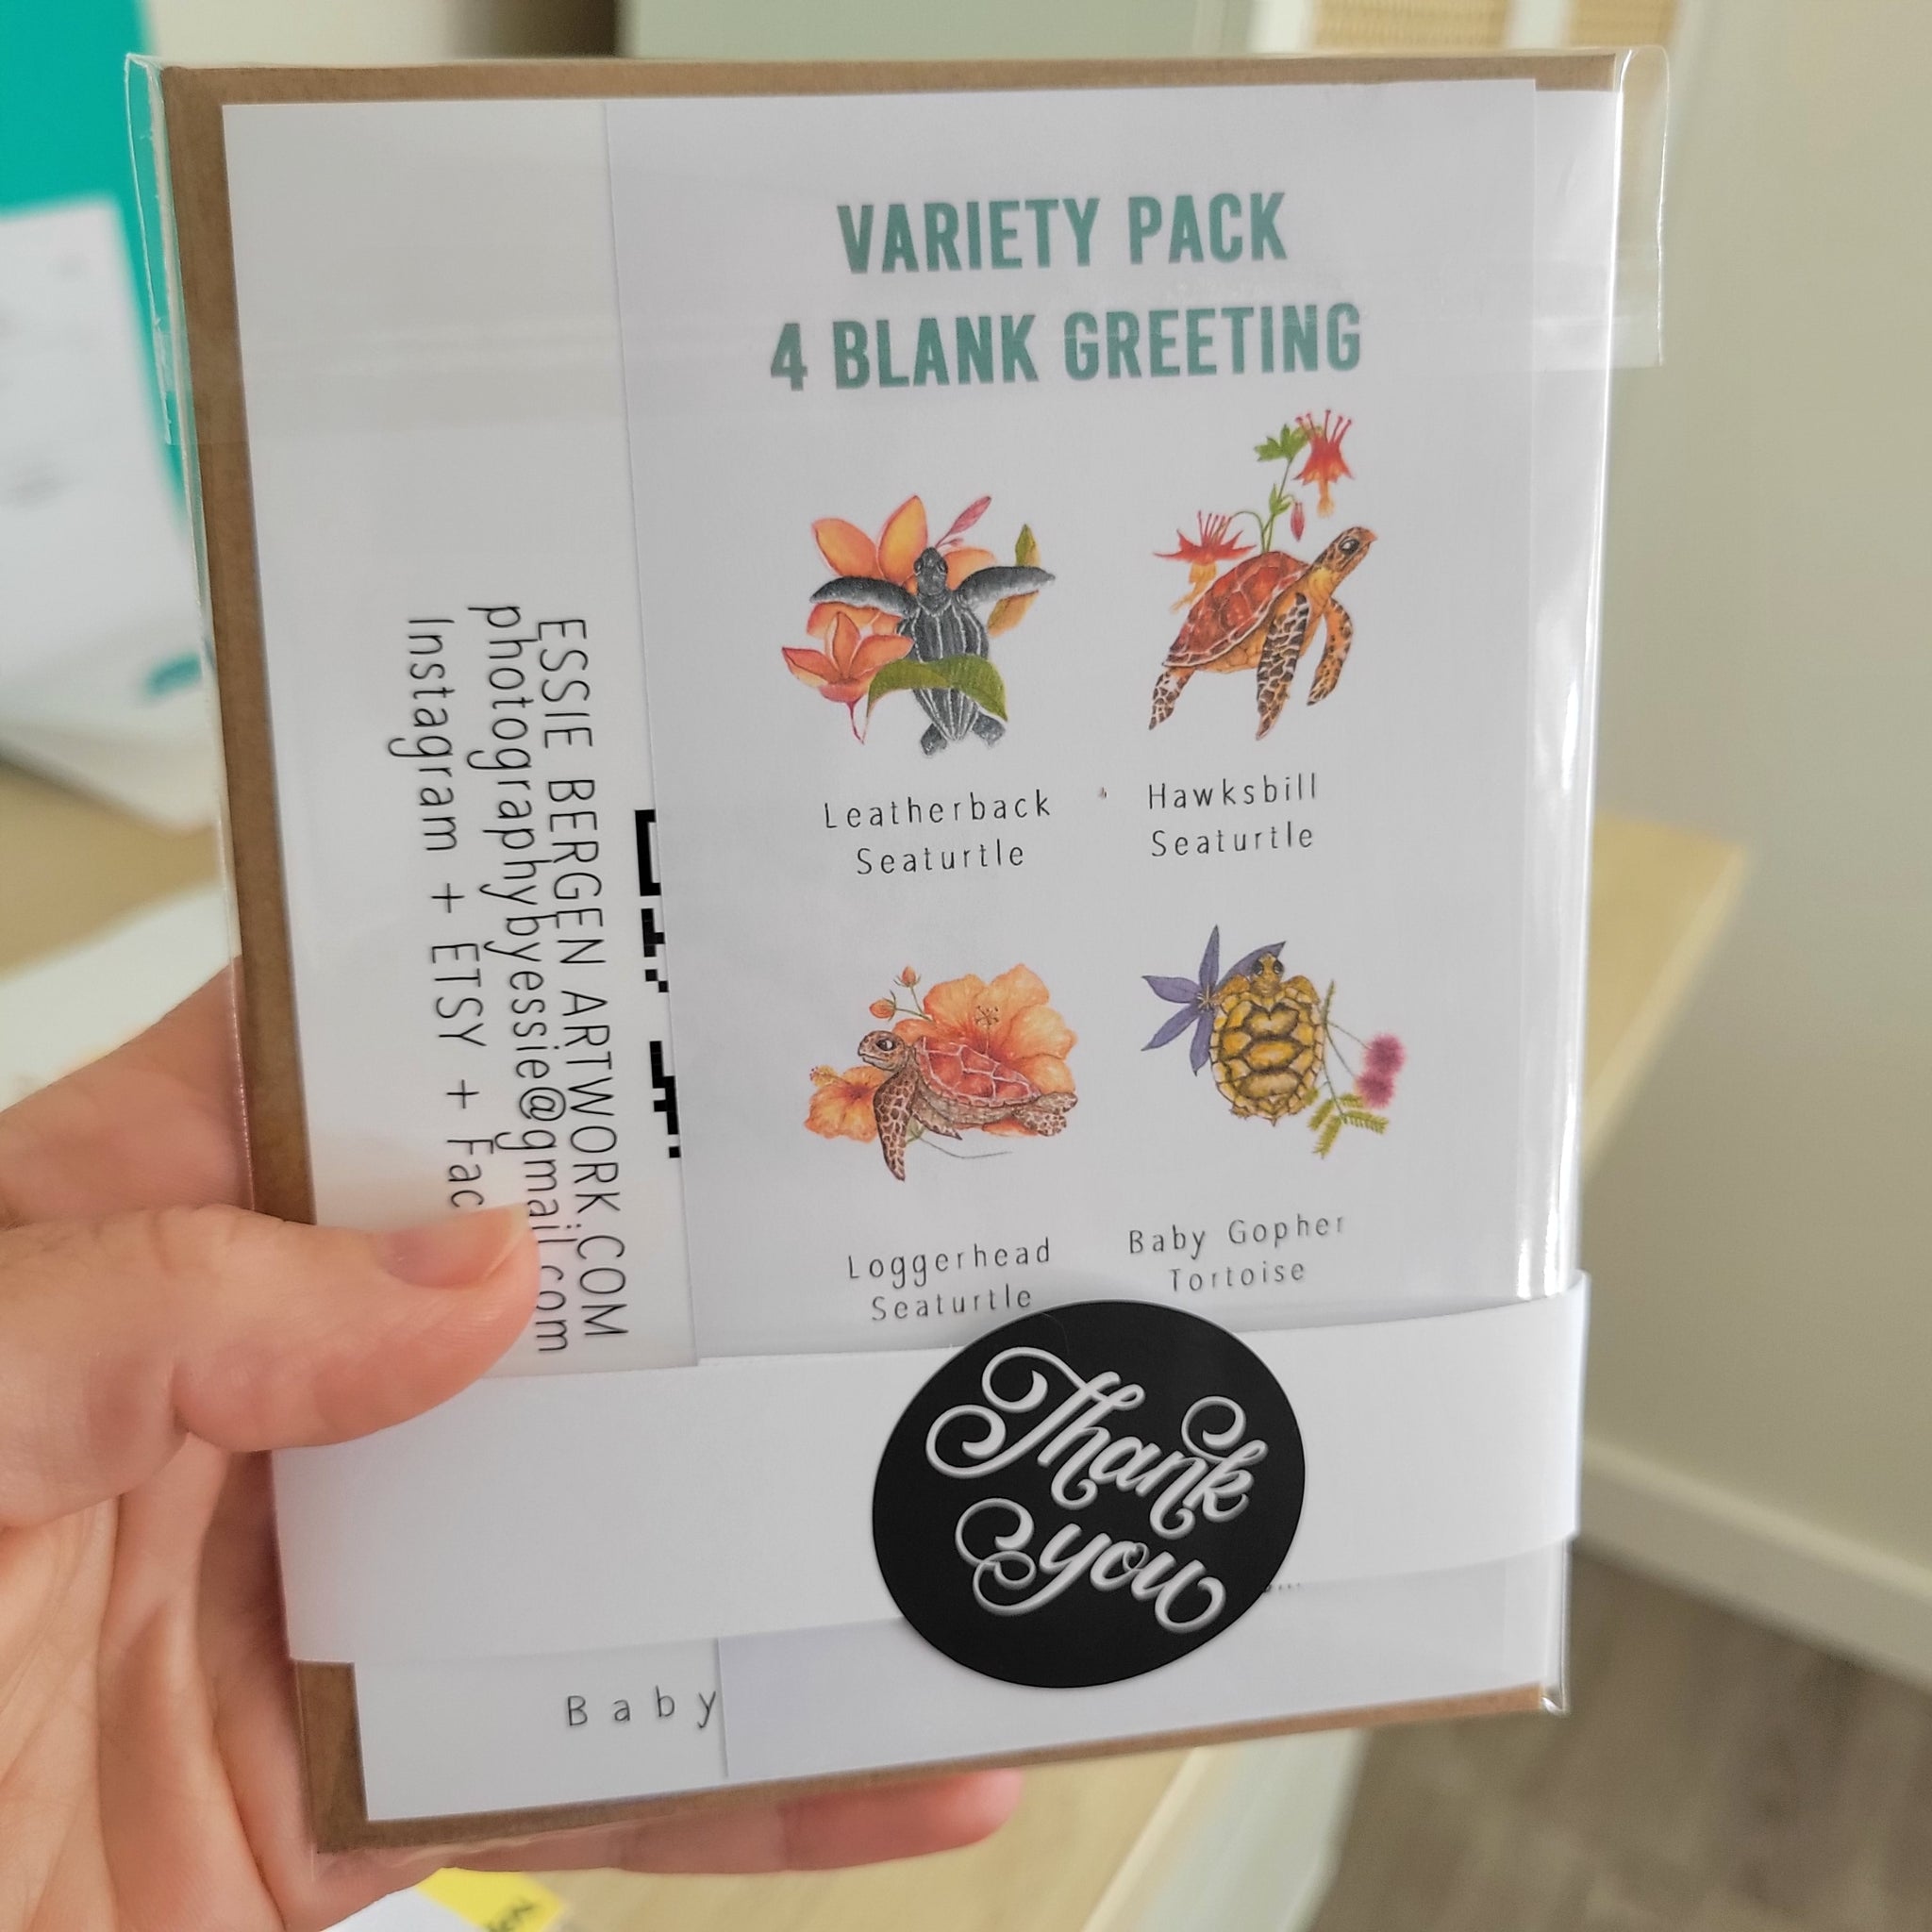 VARIETY PACK
4 BLANK GREETING
Leatherback
Seaturtle
Hawksbill
Seaturtle
Loggerhead
Seaturtle
Baby Gopher
Tortoise
Thank
you
Baby
ESSIE BERGEN ARTWORK.COM
photographybyessie@gmail.com
Instagram + ETSY + Fac